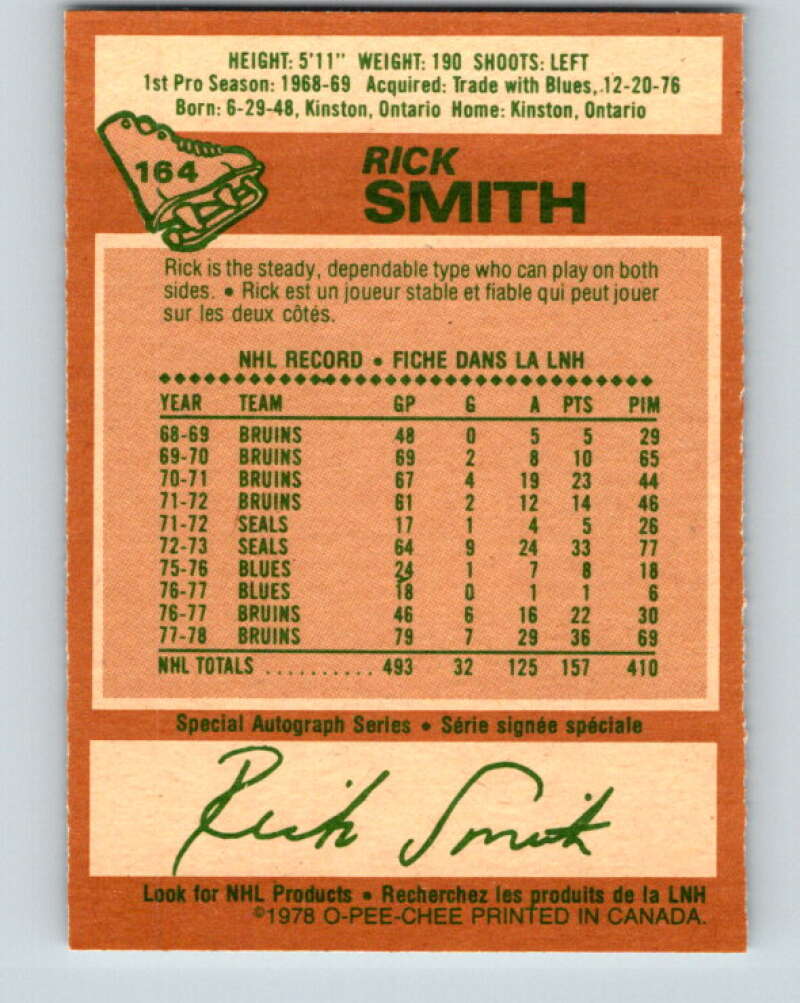 HEIGHT: 5'11" WEIGHT: 190 SHOOTS: LEFT
1st Pro Season: 1968-69 Acquired: Trade with Blues, 12-20-76
Born: 6-29-48, Kinston, Ontario Home: Kinston, Ontario
164
RICK
SMITH
Rick is the steady, dependable type who can play on both
sides. • Rick est un joueur stable et fiable qui peut jouer
sur les deux côtés.
NHL RECORD • FICHE DANS LA LNH
YEAR TEAM GP G A PTS PIM
68-69 BRUINS 48 0 5 5 29
69-70 BRUINS 69 2 8 10 65
70-71 BRUINS 67 4 19 23 44
71-72 BRUINS 61 2 12 14 46
71-72 SEALS 17 1 4 5 26
72-73 SEALS 64 9 24 33 77
75-76 BLUES 24 1 7 8 18
76-77 BLUES 18 0 1 1 6
76-77 BRUINS 46 6 16 22 30
77-78 BRUINS 79 7 29 36 69
NHL TOTALS .......... 493 32 125 157 410
Special Autograph Series • Série signée spéciale
Rick Smith
Look for NHL Products • Recherchez les produits de la LNH
©1978 O-PEE-CHEE PRINTED IN CANADA.